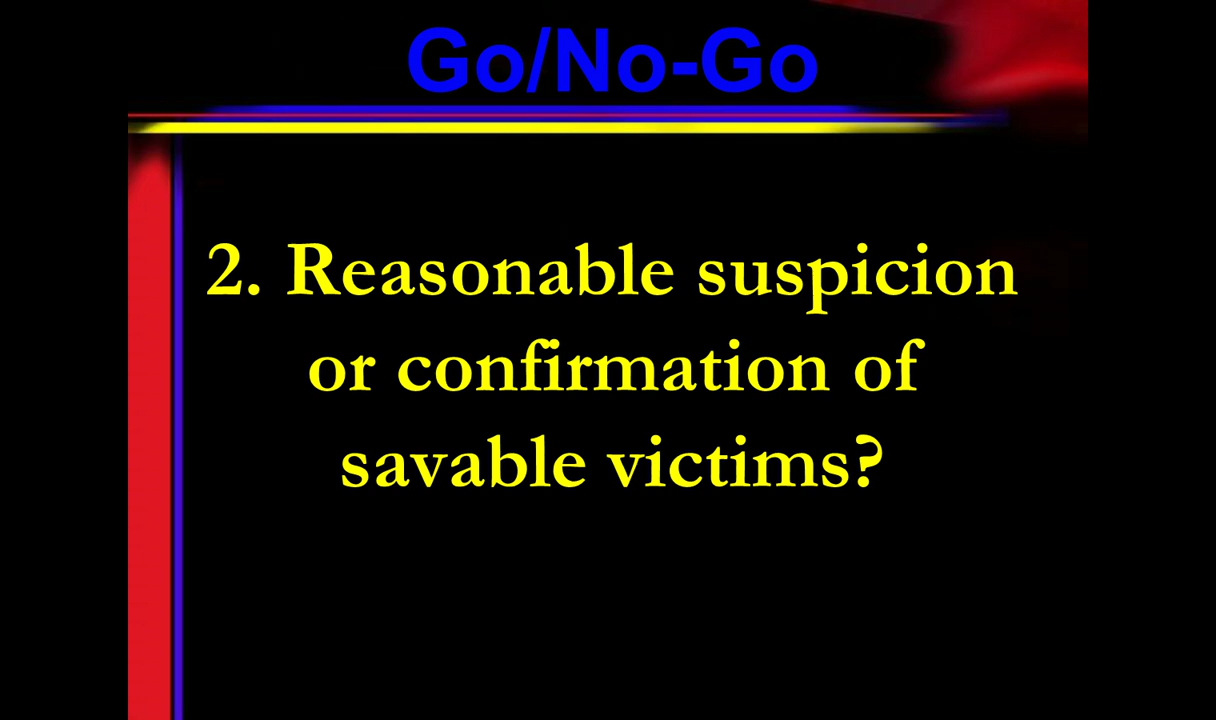 Go/No-Go
2. Reasonable suspicion
or confirmation of
savable victims?